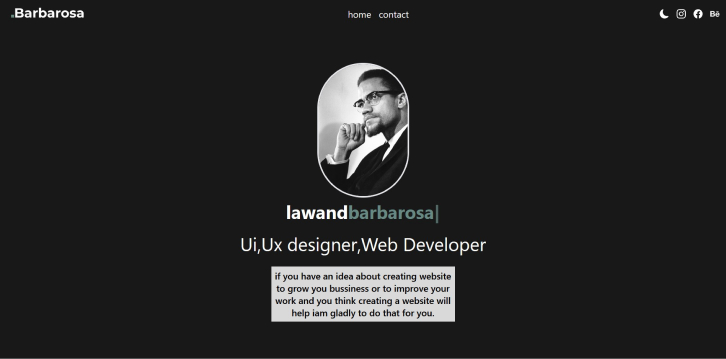 .Barbarosa
home contact
Bē
lawandbarbarosa|
Ui,Ux designer,Web Developer
if you have an idea about creating website
to grow you bussiness or to improve your
work and you think creating a website will
help iam gladly to do that for you.